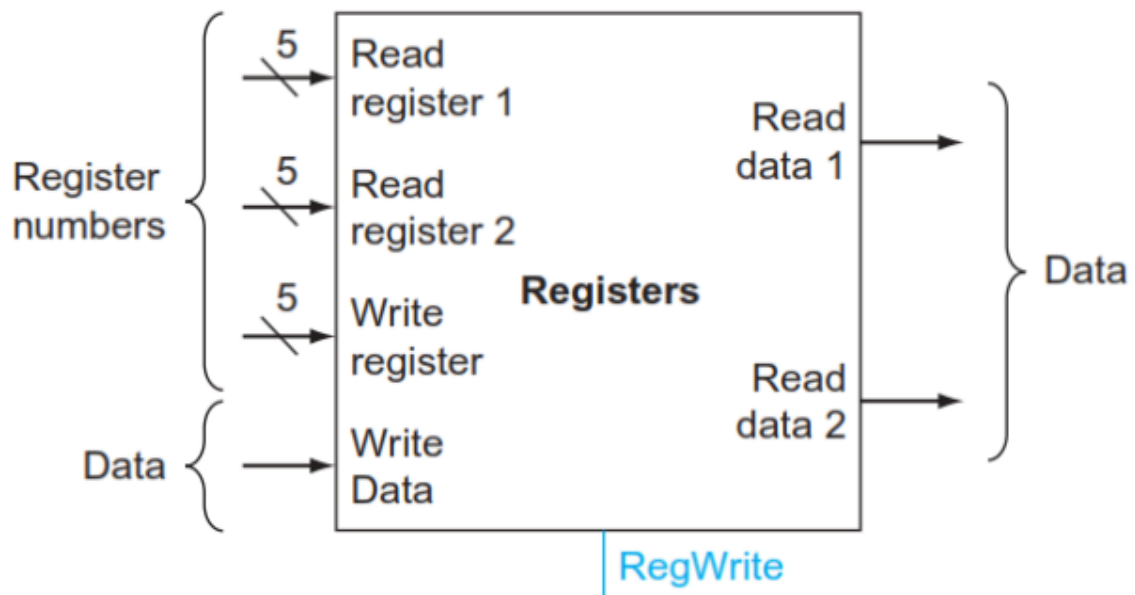 5
Read
register 1
Read
data 1
5
Read
register 2
Register
numbers
Registers
Data
5
Write
register
Read
data 2
Data
Write
Data
RegWrite